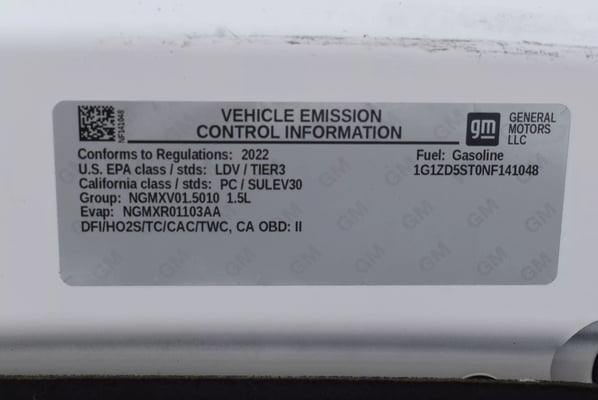 NF141048
VEHICLE EMISSION
CONTROL INFORMATION
gm
GENERAL
MOTORS
LLC
Conforms to Regulations: 2022
Fuel: Gasoline
U.S. EPA class / stds: LDV / TIER3
1G1ZD5ST0NF141048
California class / stds: PC / SULEV30
Group: NGMXV01.5010 1.5L
Evap: NGMXR01103AA
DFI/HO2S/TC/CAC/TWC, CA OBD: II